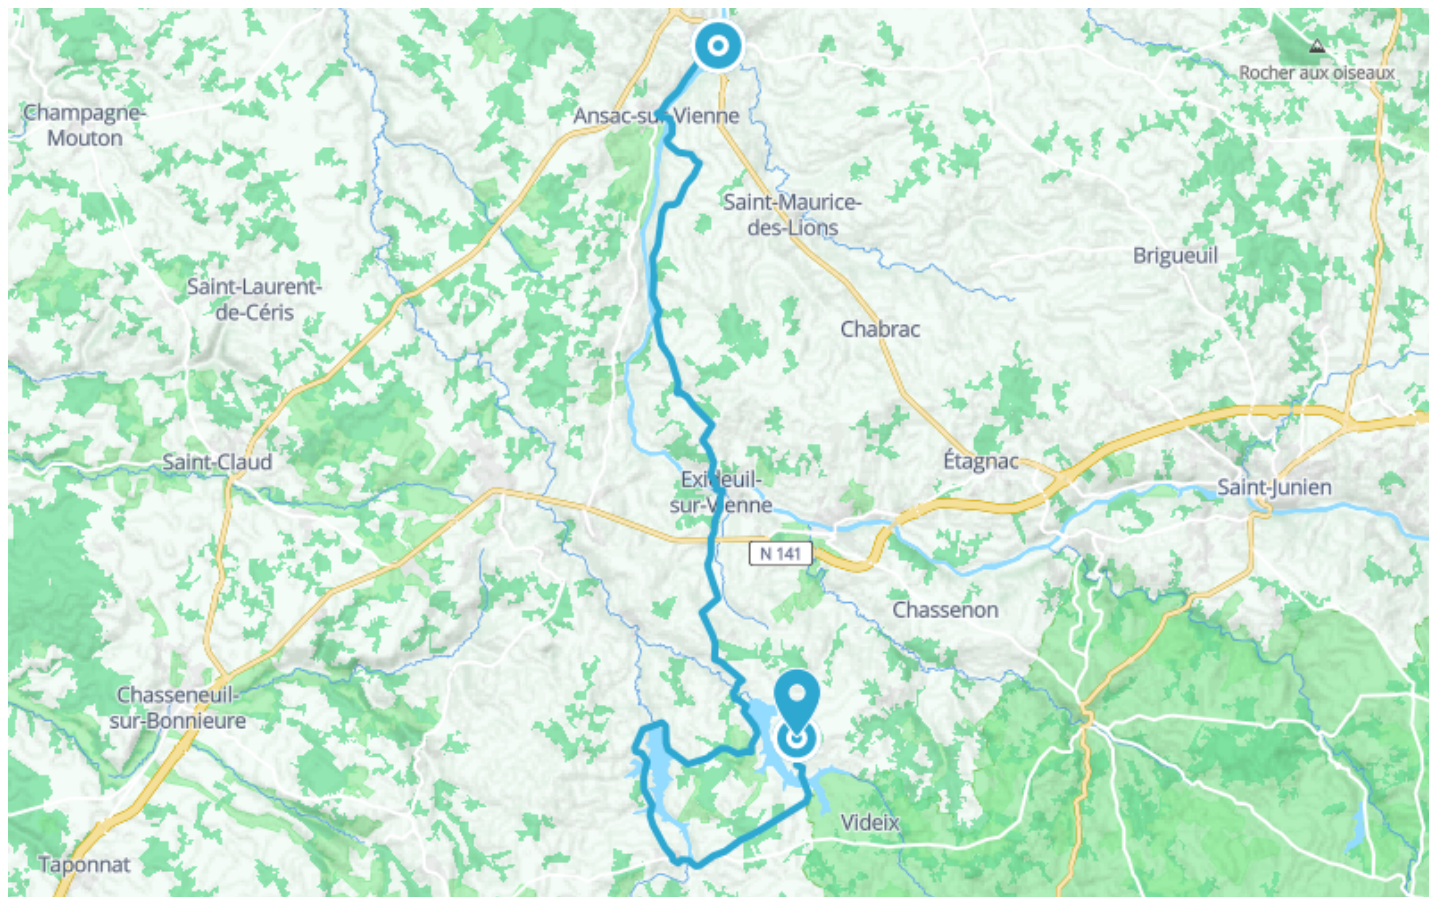 Rocher aux oiseaux
Champagne-
Mouton
Ansac-sur-Vienne
Saint-Maurice-
des-Lions
Brigueuil
Saint-Laurent-
de-Céris
Chabrac
Saint-Claud
Étagnac
Exideuil-
sur-Vienne
Saint-Junien
N 141
Chassenon
Chasseneuil-
sur-Bonnieure
Videix
Taponnat